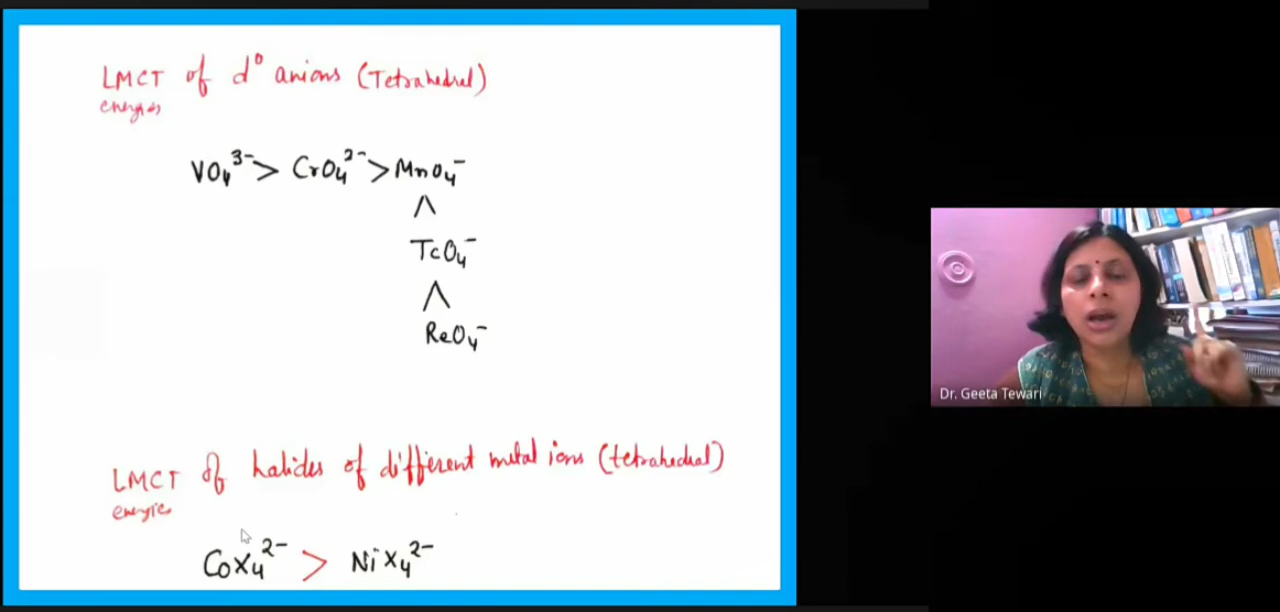 LMCT of d⁰ anions (Tetrahedral)
energies
VO₄³⁻ > CrO₄²⁻ > MnO₄⁻
∧
TcO₄⁻
∧
ReO₄⁻
LMCT of halides of different metal ions (tetrahedral)
energies
CoX₄²⁻ > NiX₄²⁻
Dr. Geeta Tewari